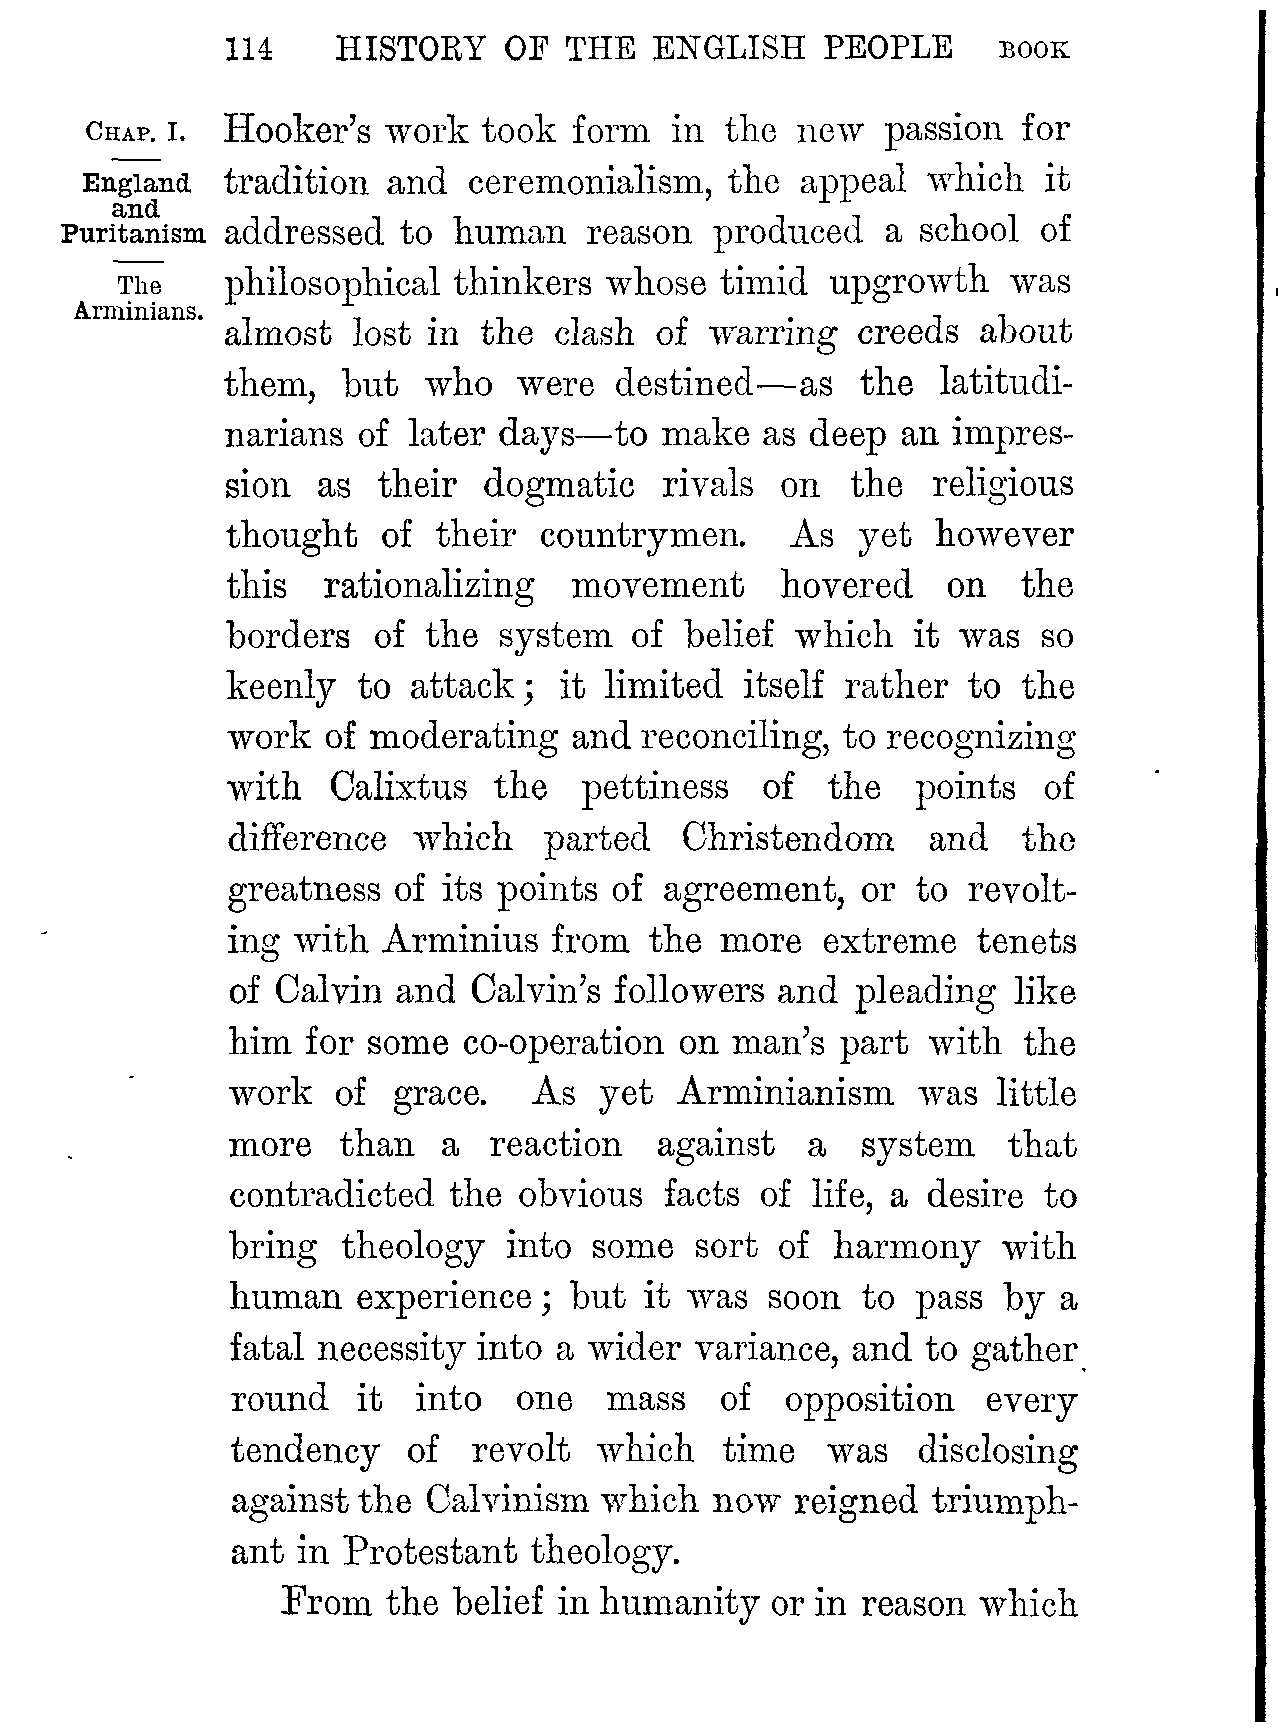 114 HISTORY OF THE ENGLISH PEOPLE BOOK
CHAP. I.
England
and
Puritanism
The
Arminians.
Hooker's work took form in the new passion for
tradition and ceremonialism, the appeal which it
addressed to human reason produced a school of
philosophical thinkers whose timid upgrowth was
almost lost in the clash of warring creeds about
them, but who were destined—as the latitudi-
narians of later days—to make as deep an impres-
sion as their dogmatic rivals on the religious
thought of their countrymen. As yet however
this rationalizing movement hovered on the
borders of the system of belief which it was so
keenly to attack; it limited itself rather to the
work of moderating and reconciling, to recognizing
with Calixtus the pettiness of the points of
difference which parted Christendom and the
greatness of its points of agreement, or to revolt-
ing with Arminius from the more extreme tenets
of Calvin and Calvin's followers and pleading like
him for some co-operation on man's part with the
work of grace. As yet Arminianism was little
more than a reaction against a system that
contradicted the obvious facts of life, a desire to
bring theology into some sort of harmony with
human experience; but it was soon to pass by a
fatal necessity into a wider variance, and to gather
round it into one mass of opposition every
tendency of revolt which time was disclosing
against the Calvinism which now reigned triumph-
ant in Protestant theology.
From the belief in humanity or in reason which